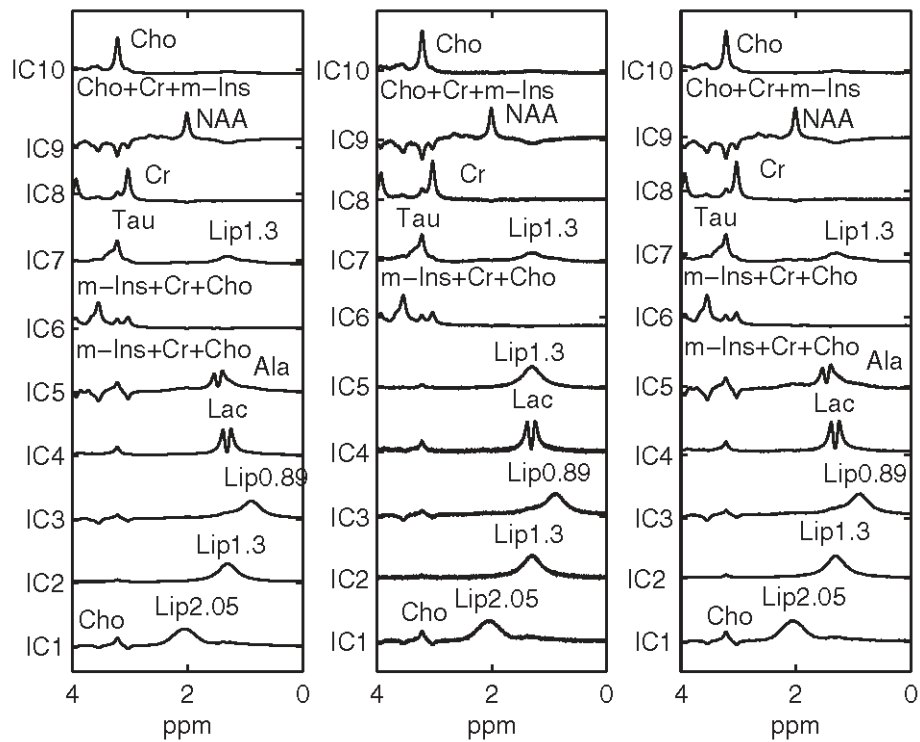 Cho
IC10
Cho+Cr+m-Ins
NAA
IC9
Cr
IC8
Tau
Lip1.3
IC7
m-Ins+Cr+Cho
IC6
m-Ins+Cr+Cho
Ala
IC5
Lac
IC4
Lip0.89
IC3
Lip1.3
IC2
Lip2.05
Cho
IC1
4 2 0
ppm
Cho
IC10
Cho+Cr+m-Ins
NAA
IC9
Cr
IC8
Tau
Lip1.3
IC7
m-Ins+Cr+Cho
IC6
Lip1.3
IC5
Lac
IC4
Lip0.89
IC3
Lip1.3
IC2
Lip2.05
Cho
IC1
4 2 0
ppm
Cho
IC10
Cho+Cr+m-Ins
NAA
IC9
Cr
IC8
Tau
Lip1.3
IC7
m-Ins+Cr+Cho
IC6
m-Ins+Cr+Cho
Ala
IC5
Lac
IC4
Lip0.89
IC3
Lip1.3
IC2
Lip2.05
Cho
IC1
4 2 0
ppm